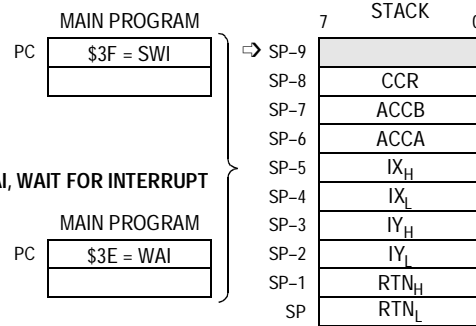 MAIN PROGRAM
PC $3F = SWI
AI, WAIT FOR INTERRUPT
MAIN PROGRAM
PC $3E = WAI
STACK
7 0
SP–9
SP–8 CCR
SP–7 ACCB
SP–6 ACCA
SP–5 IXH
SP–4 IXL
SP–3 IYH
SP–2 IYL
SP–1 RTNH
SP RTNL